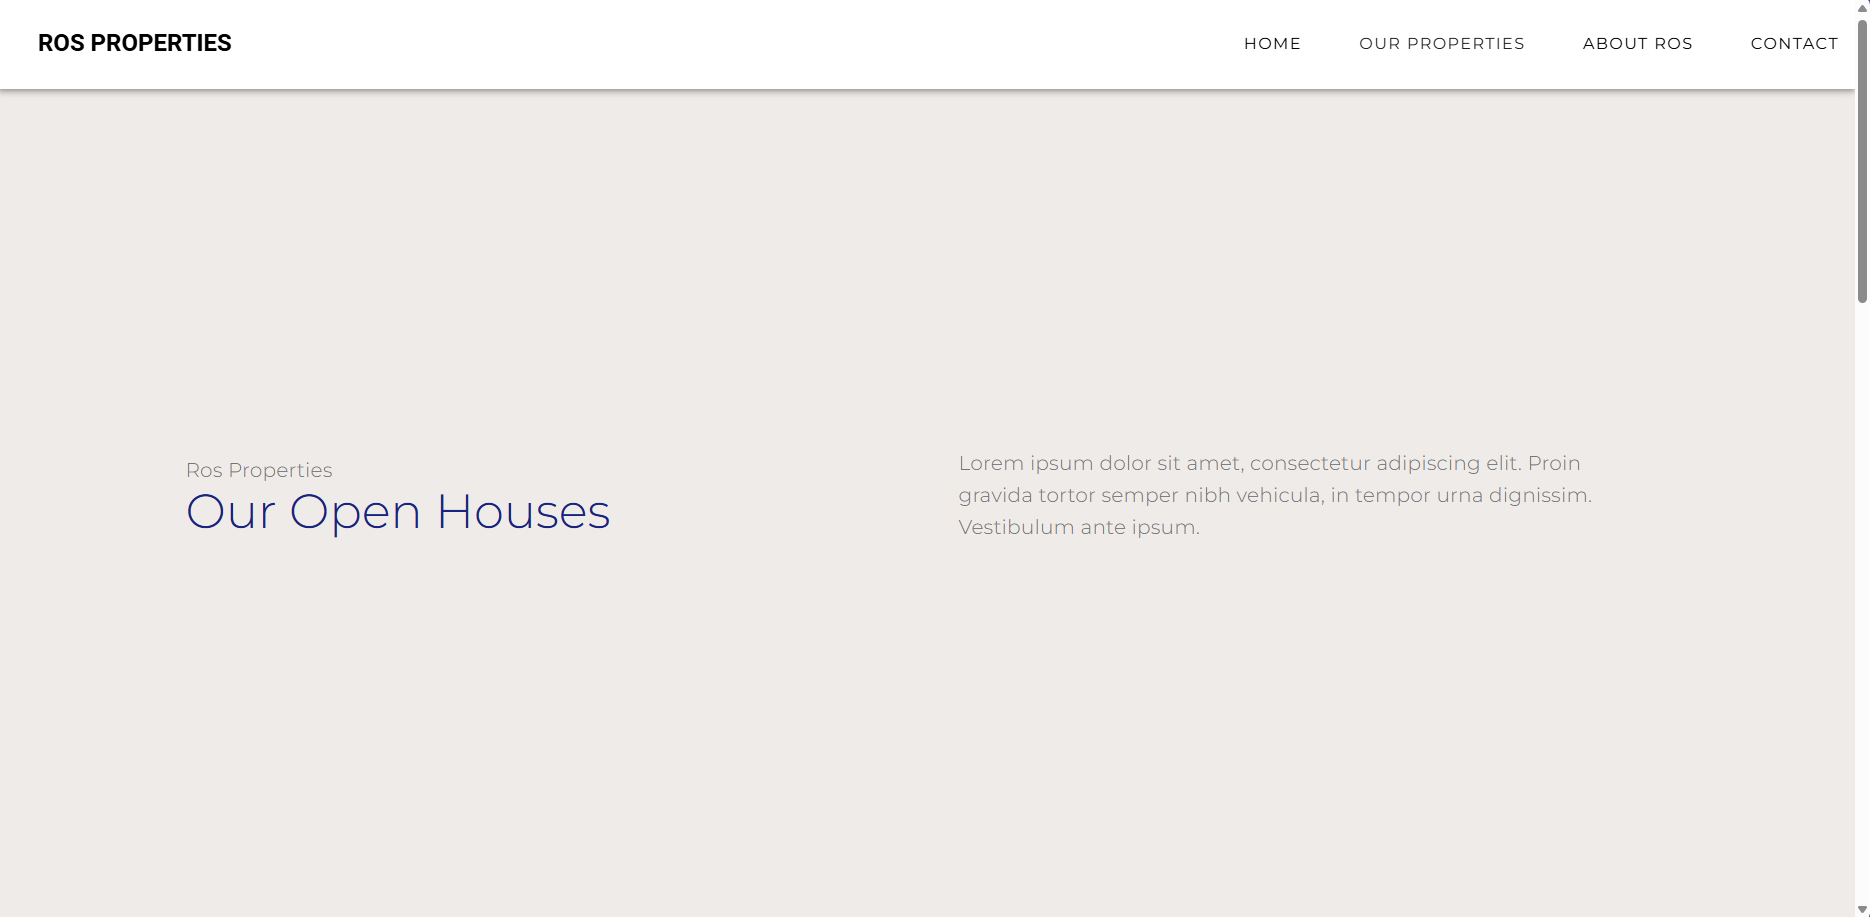 ROS PROPERTIES
HOME
OUR PROPERTIES
ABOUT ROS
CONTACT
Ros Properties
Our Open Houses
Lorem ipsum dolor sit amet, consectetur adipiscing elit. Proin
gravida tortor semper nibh vehicula, in tempor urna dignissim.
Vestibulum ante ipsum.